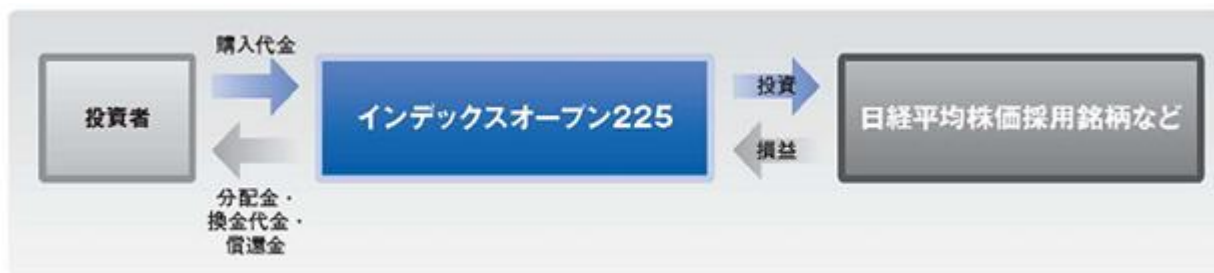 購入代金
投資者
インデックスオープン225
投資
日経平均株価採用銘柄など
損益
分配金・
換金代金・
償還金